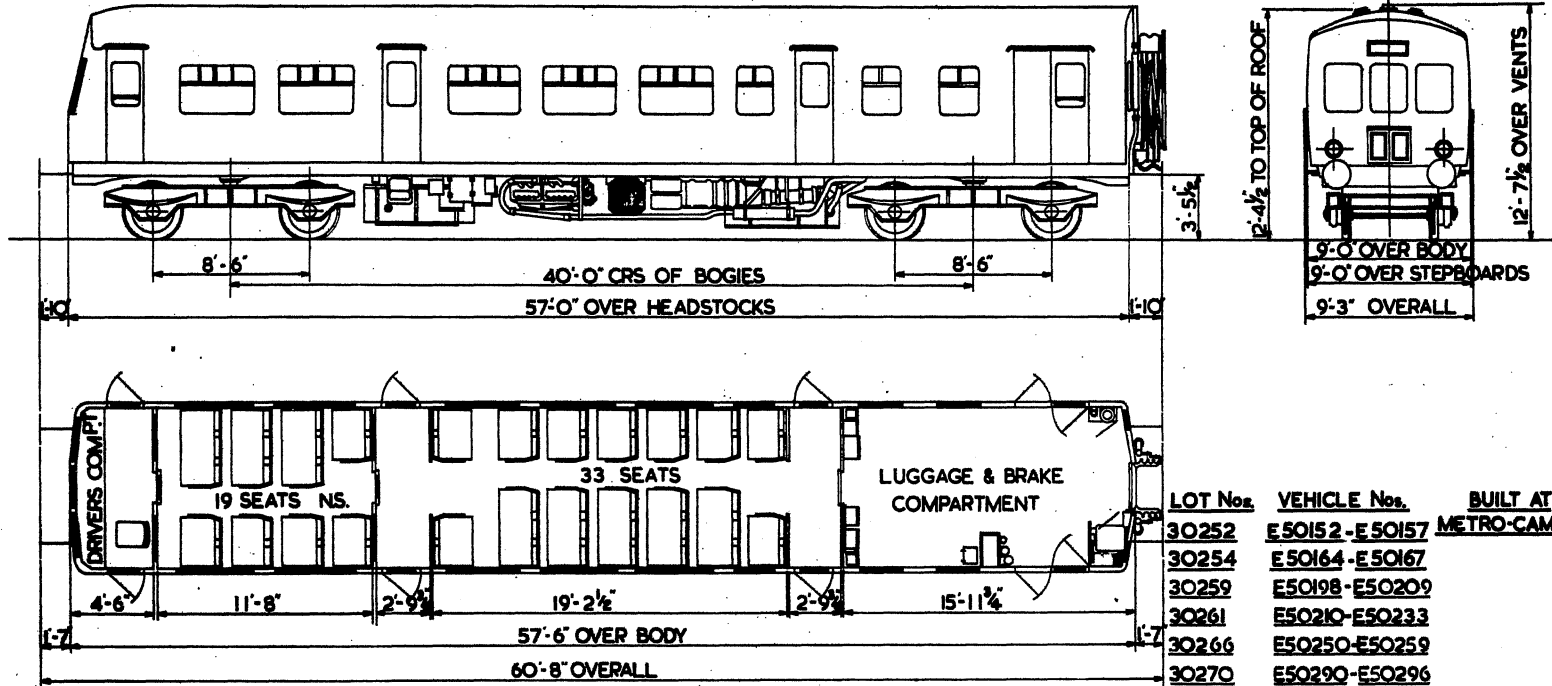 12'-4½" TO TOP OF ROOF
12'-7½" OVER VENTS
3'-5½"
8'-6"
40'-0" CRS OF BOGIES
8'-6"
9'-0" OVER BODY
9'-0" OVER STEPBOARDS
1'-10"
57'-0" OVER HEADSTOCKS
1'-10"
9'-3" OVERALL
DRIVERS COMPT.
19 SEATS NS.
33 SEATS
LUGGAGE & BRAKE
COMPARTMENT
4'-6"
11'-8"
2'-9¾"
19'-2½"
2'-9¾"
15'-11¾"
1'-7"
57'-6" OVER BODY
1'-7"
60'-8" OVERALL
LOT Nos. VEHICLE Nos. BUILT AT
30252 E50152-E50157 METRO-CAM
30254 E50164-E50167
30259 E50198-E50209
30261 E50210-E50233
30266 E50250-E50259
30270 E50290-E50296